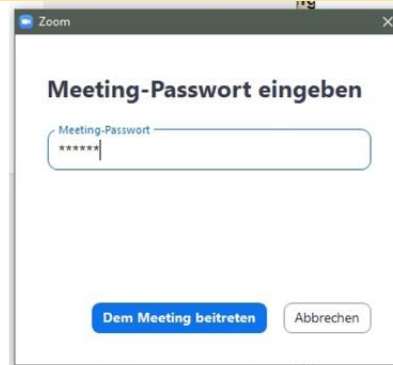 Zoom
Meeting-Passwort eingeben
Meeting-Passwort
******
Dem Meeting beitreten
Abbrechen